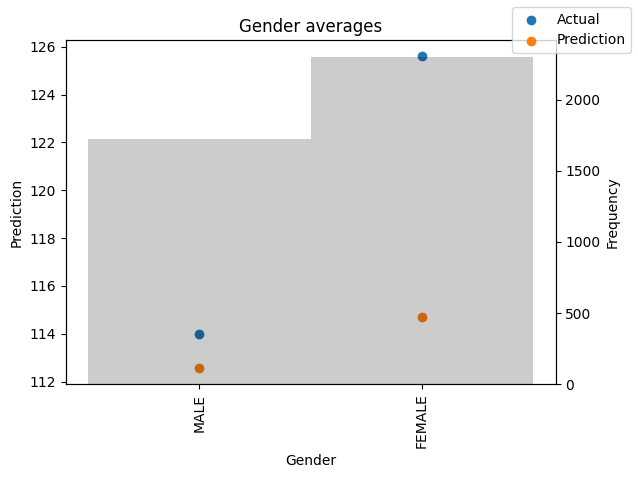 Gender averages
Actual
Prediction
126
124
122
120
118
116
114
112
Prediction
2000
1500
1000
500
0
Frequency
MALE
FEMALE
Gender